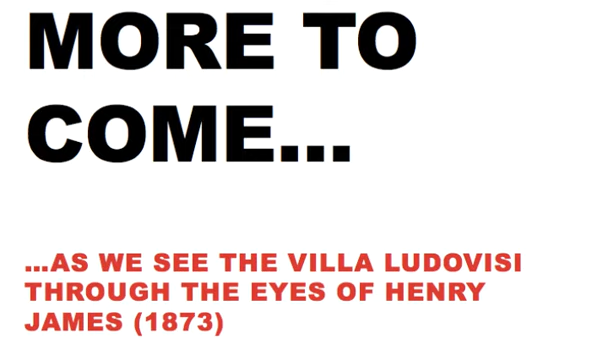 MORE TO
COME...
...AS WE SEE THE VILLA LUDOVISI
THROUGH THE EYES OF HENRY
JAMES (1873)